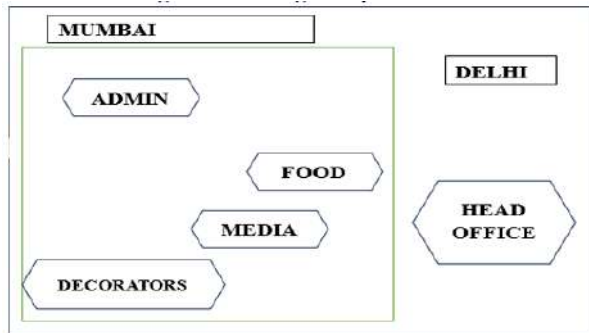 MUMBAI
DELHI
ADMIN
FOOD
MEDIA
HEAD
OFFICE
DECORATORS